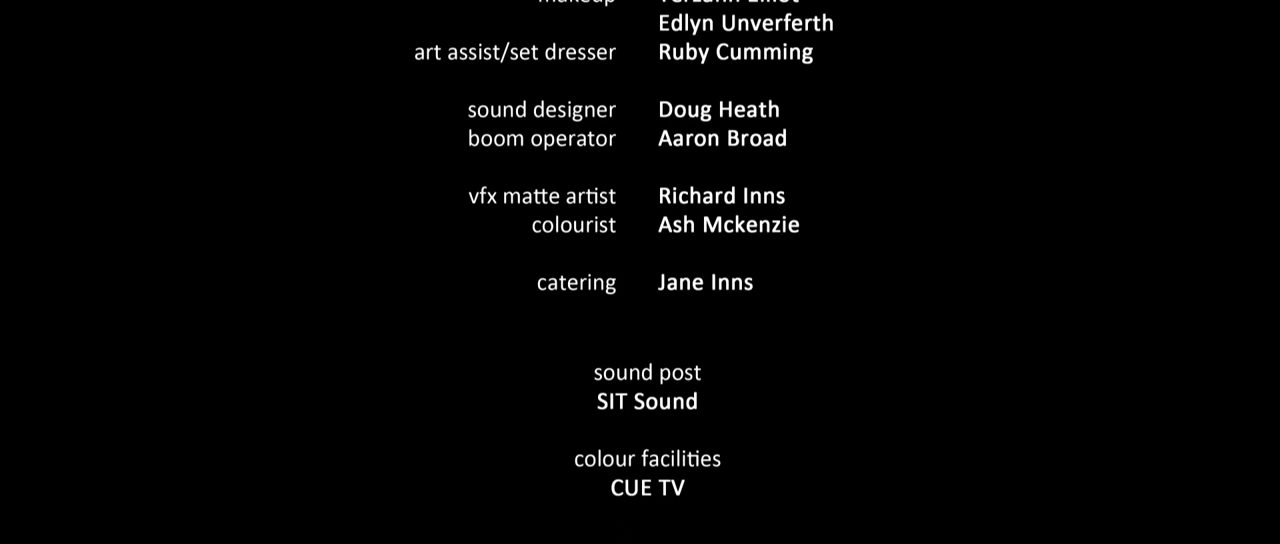 makeup
Edlyn Unverferth
art assist/set dresser Ruby Cumming
sound designer Doug Heath
boom operator Aaron Broad
vfx matte artist Richard Inns
colourist Ash Mckenzie
catering Jane Inns
sound post
SIT Sound
colour facilities
CUE TV